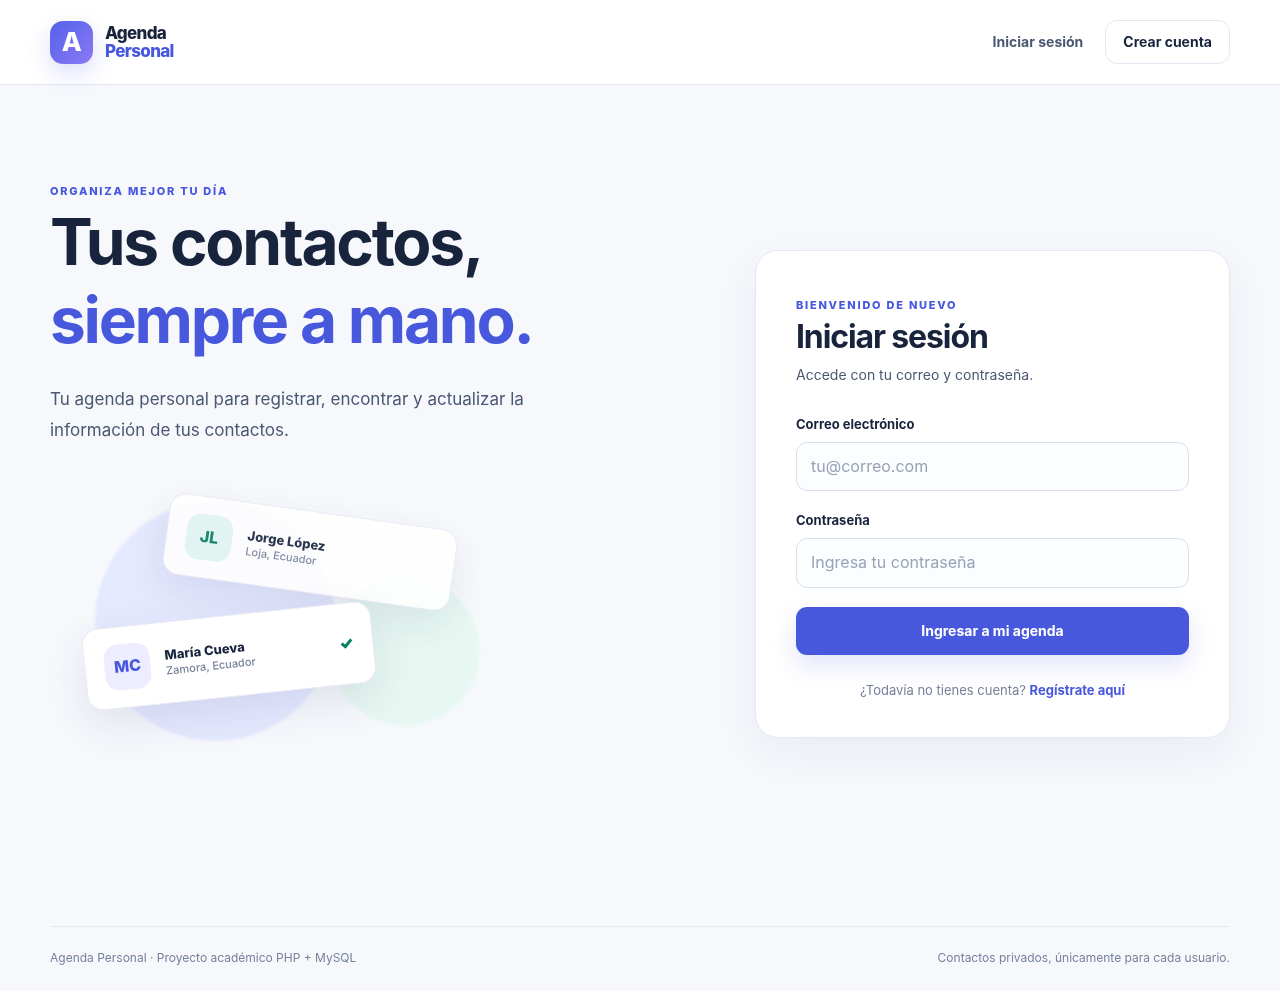 A
Agenda
Personal
Iniciar sesión
Crear cuenta
ORGANIZA MEJOR TU DÍA
Tus contactos,
siempre a mano.
Tu agenda personal para registrar, encontrar y actualizar la
información de tus contactos.
JL
Jorge López
Loja, Ecuador
MC
María Cueva
Zamora, Ecuador
BIENVENIDO DE NUEVO
Iniciar sesión
Accede con tu correo y contraseña.
Correo electrónico
tu@correo.com
Contraseña
Ingresa tu contraseña
Ingresar a mi agenda
¿Todavía no tienes cuenta? Regístrate aquí
Agenda Personal · Proyecto académico PHP + MySQL
Contactos privados, únicamente para cada usuario.